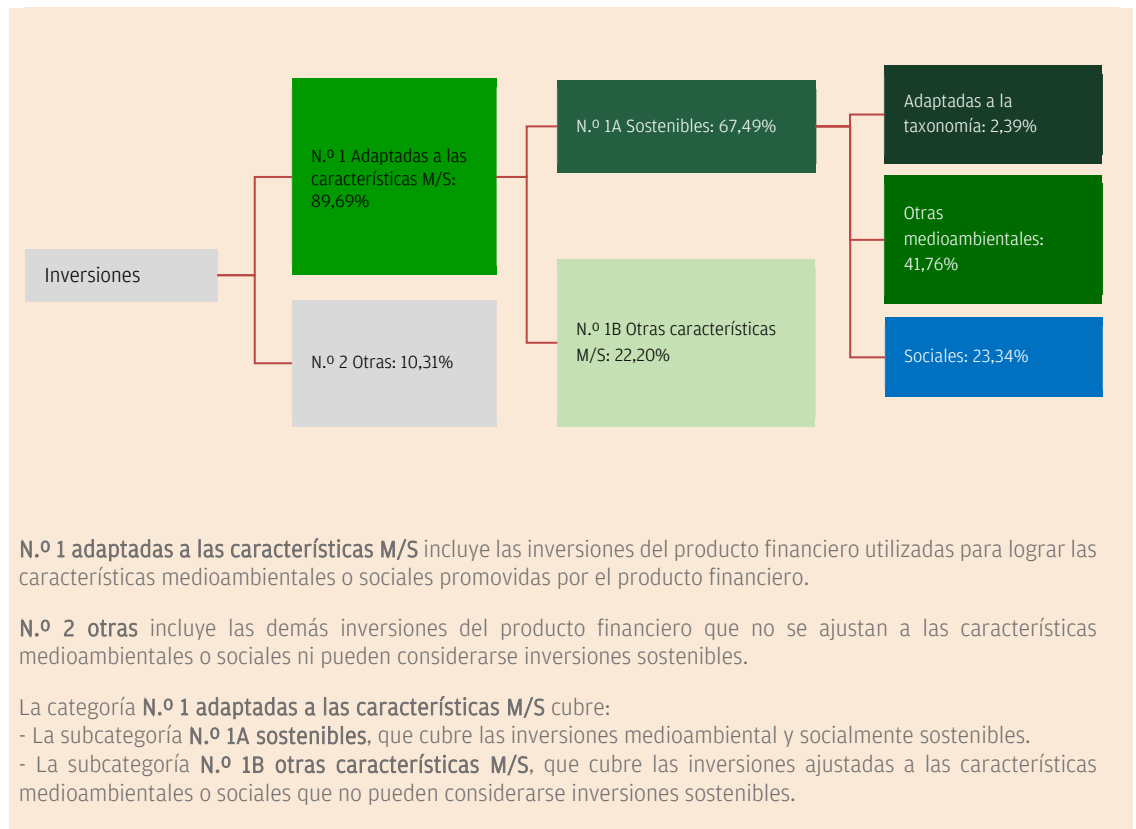 Inversiones
N.º 1 Adaptadas a las
características M/S:
89,69%
N.º 2 Otras: 10,31%
N.º 1A Sostenibles: 67,49%
N.º 1B Otras características
M/S: 22,20%
Adaptadas a la
taxonomía: 2,39%
Otras
medioambientales:
41,76%
Sociales: 23,34%
N.º 1 adaptadas a las características M/S incluye las inversiones del producto financiero utilizadas para lograr las
características medioambientales o sociales promovidas por el producto financiero.
N.º 2 otras incluye las demás inversiones del producto financiero que no se ajustan a las características
medioambientales o sociales ni pueden considerarse inversiones sostenibles.
La categoría N.º 1 adaptadas a las características M/S cubre:
- La subcategoría N.º 1A sostenibles, que cubre las inversiones medioambiental y socialmente sostenibles.
- La subcategoría N.º 1B otras características M/S, que cubre las inversiones ajustadas a las características
medioambientales o sociales que no pueden considerarse inversiones sostenibles.